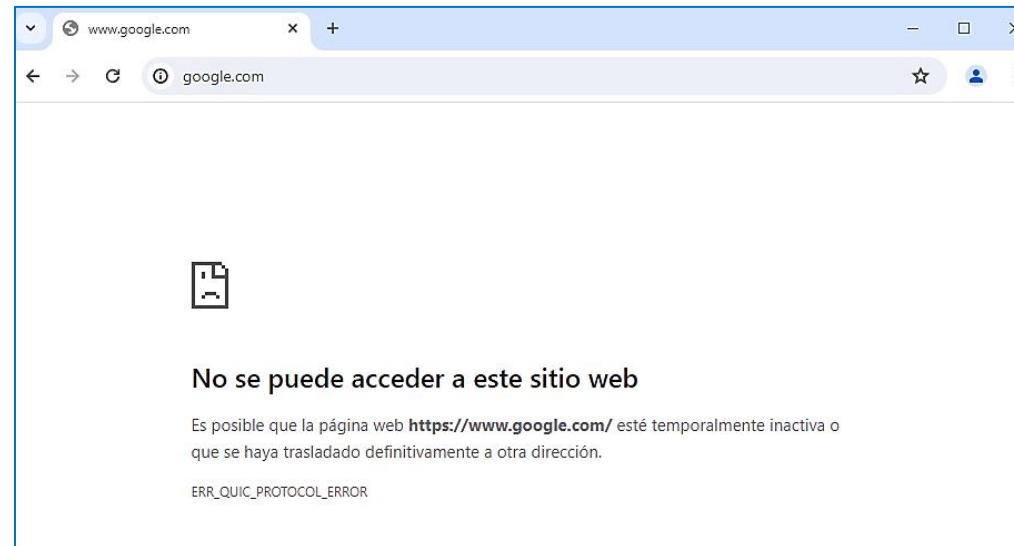 www.google.com
google.com
No se puede acceder a este sitio web
Es posible que la página web https://www.google.com/ esté temporalmente inactiva o
que se haya trasladado definitivamente a otra dirección.
ERR_QUIC_PROTOCOL_ERROR